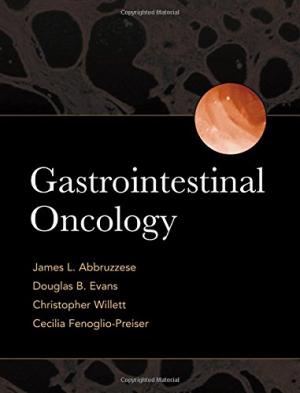 Gastrointestinal
Oncology
James L. Abbruzzese
Douglas B. Evans
Christopher Willett
Cecilia Fenoglio-Preiser